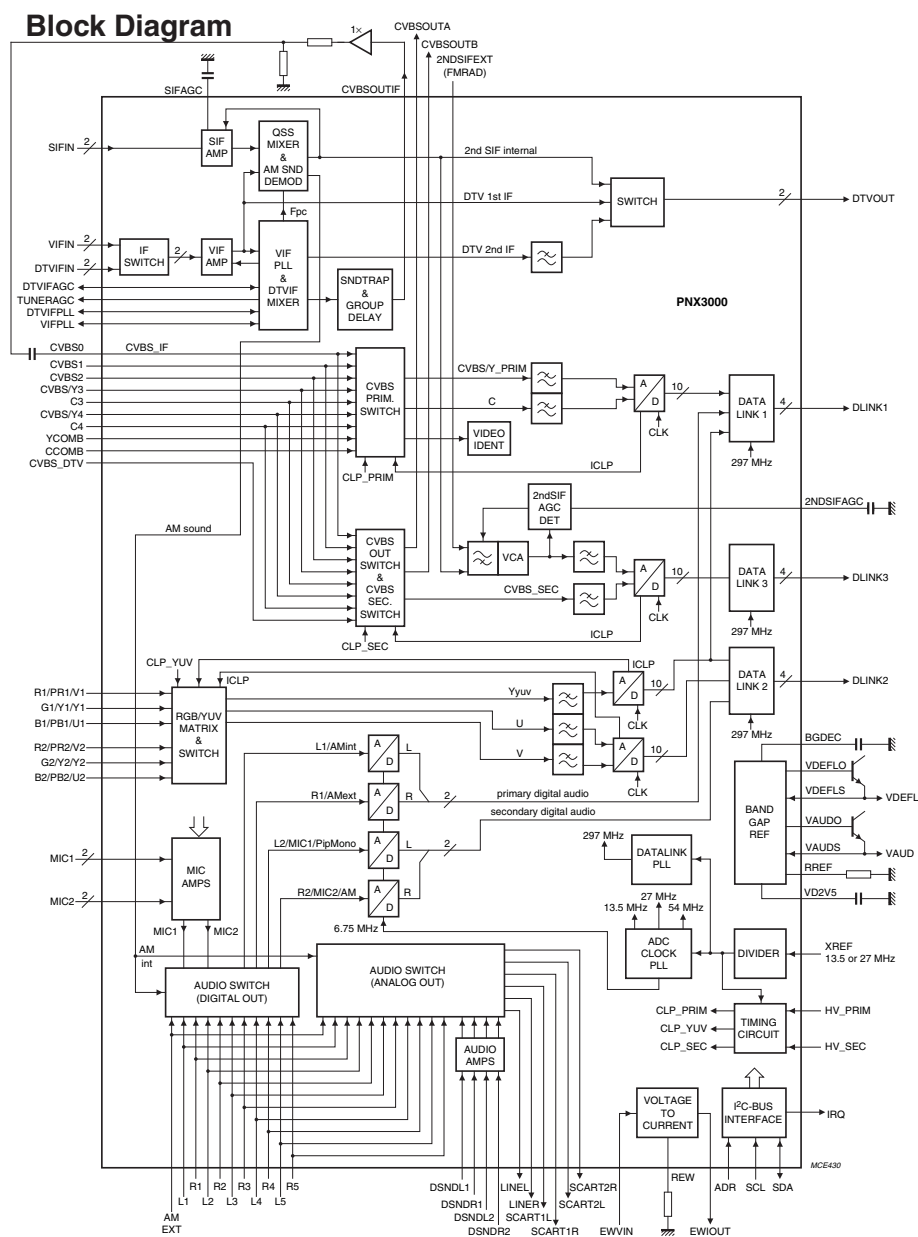 Block Diagram
1×
CVBSOUTA
CVBSOUTB
2NDSIFEXT
(FMRAD)
SIFAGC
CVBSOUTIF
SIFIN
2
SIF
AMP
QSS
MIXER
&
AM SND
DEMOD
2nd SIF internal
SWITCH
2
DTVOUT
DTV 1st IF
Fpc
VIFIN
2
DTVIFIN
2
IF
SWITCH
2
VIF
AMP
VIF
PLL
&
DTVIF
MIXER
DTV 2nd IF
SNDTRAP
&
GROUP
DELAY
DTVIFAGC
TUNERAGC
DTVIFPLL
VIFPLL
PNX3000
CVBS0
CVBS_IF
CVBS1
CVBS2
CVBS/Y3
C3
CVBS/Y4
C4
YCOMB
CCOMB
CVBS_DTV
CVBS
PRIM.
SWITCH
CVBS/Y_PRIM
C
VIDEO
IDENT
A
D
10
CLK
DATA
LINK 1
4
DLINK1
297 MHz
ICLP
CLP_PRIM
AM sound
2ndSIF
AGC
DET
2NDSIFAGC
CVBS
OUT
SWITCH
&
CVBS
SEC.
SWITCH
VCA
CVBS_SEC
A
D
10
CLK
DATA
LINK 3
4
DLINK3
297 MHz
ICLP
CLP_SEC
CLP_YUV
ICLP
ICLP
R1/PR1/V1
G1/Y1/Y1
B1/PB1/U1
R2/PR2/V2
G2/Y2/Y2
B2/PB2/U2
RGB/YUV
MATRIX
&
SWITCH
Yyuv
U
V
A
D
10
CLK
A
D
10
CLK
DATA
LINK 2
4
DLINK2
297 MHz
L1/AMint
A
D
L
R1/AMext
A
D
R
2
primary digital audio
secondary digital audio
L2/MIC1/PipMono
A
D
L
2
R2/MIC2/AM
A
D
R
6.75 MHz
BGDEC
VDEFLO
VDEFLS
VDEFL
VAUDO
VAUDS
VAUD
RREF
VD2V5
BAND
GAP
REF
MIC1
2
MIC2
2
MIC
AMPS
MIC1
MIC2
297 MHz
DATALINK
PLL
27 MHz
13.5 MHz
54 MHz
ADC
CLOCK
PLL
DIVIDER
XREF
13.5 or 27 MHz
AM
int
AUDIO SWITCH
(DIGITAL OUT)
AUDIO SWITCH
(ANALOG OUT)
AUDIO
AMPS
CLP_PRIM
CLP_YUV
CLP_SEC
TIMING
CIRCUIT
HV_PRIM
HV_SEC
VOLTAGE
TO
CURRENT
I2C-BUS
INTERFACE
IRQ
MCE430
AM
EXT
L1
R1
L2
R2
L3
R3
L4
R4
L5
R5
DSNDL1
DSNDR1
DSNDL2
DSNDR2
LINEL
LINER
SCART1L
SCART1R
SCART2L
SCART2R
EWVIN
REW
EWIOUT
ADR
SCL
SDA